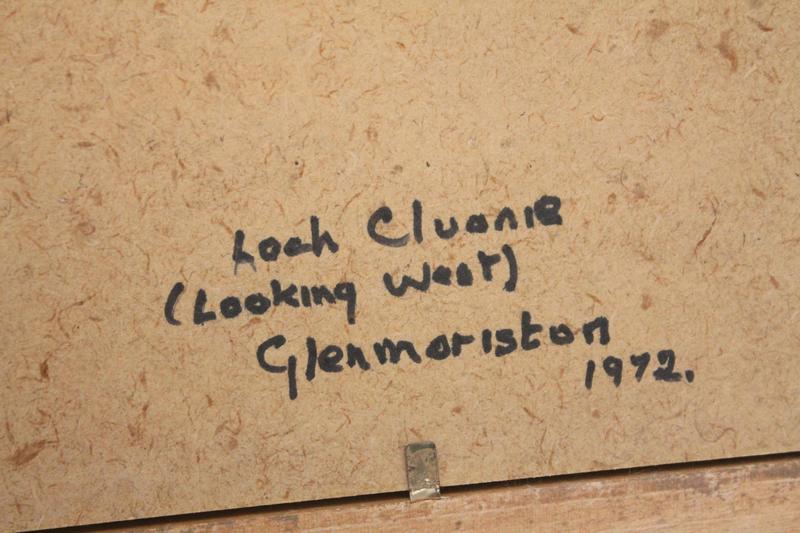 Loch Cluanie
(Looking West)
Glenmoriston
1972.